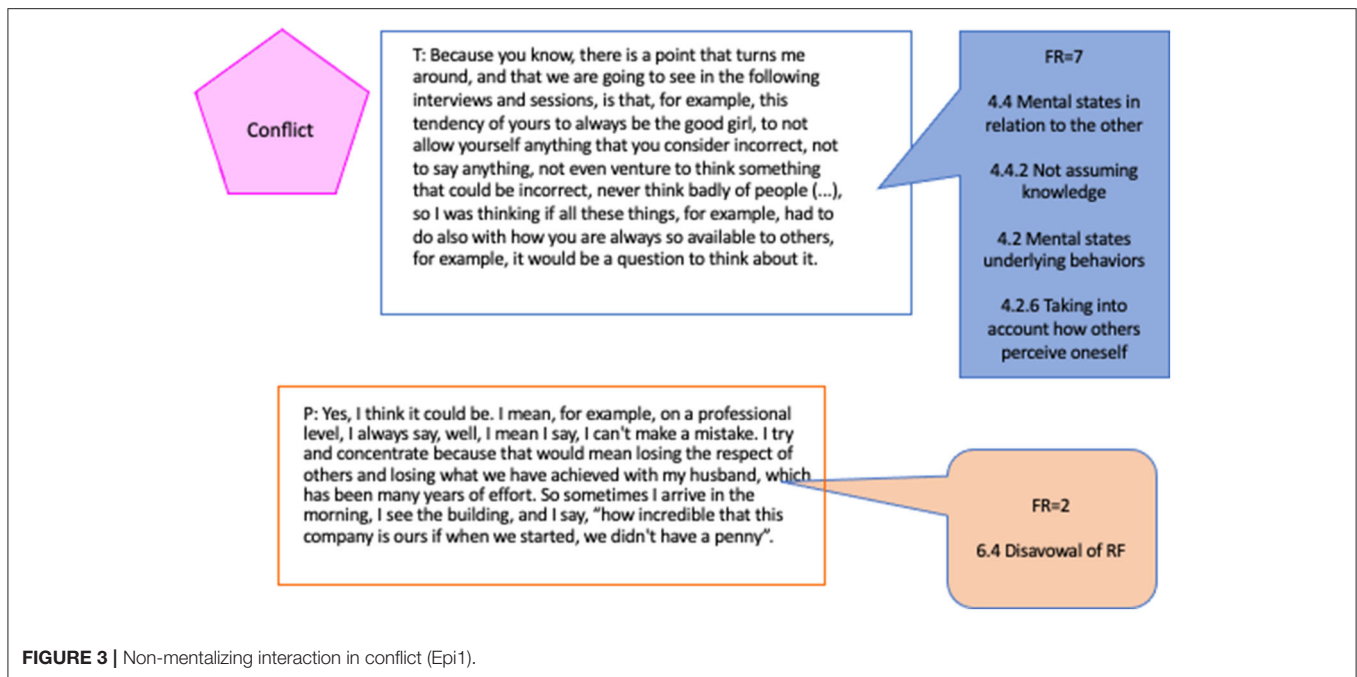 Conflict
T: Because you know, there is a point that turns me
around, and that we are going to see in the following
interviews and sessions, is that, for example, this
tendency of yours to always be the good girl, to not
allow yourself anything that you consider incorrect, not
to say anything, not even venture to think something
that could be incorrect, never think badly of people (...),
so I was thinking if all these things, for example, had to
do also with how you are always so available to others,
for example, it would be a question to think about it.
FR=7
4.4 Mental states in
relation to the other
4.4.2 Not assuming
knowledge
4.2 Mental states
underlying behaviors
4.2.6 Taking into
account how others
perceive oneself
P: Yes, I think it could be. I mean, for example, on a professional
level, I always say, well, I mean I say, I can't make a mistake. I try
and concentrate because that would mean losing the respect of
others and losing what we have achieved with my husband, which
has been many years of effort. So sometimes I arrive in the
morning, I see the building, and I say, “how incredible that this
company is ours if when we started, we didn't have a penny”.
FR=2
6.4 Disavowal of RF
FIGURE 3 | Non-mentalizing interaction in conflict (Epi1).